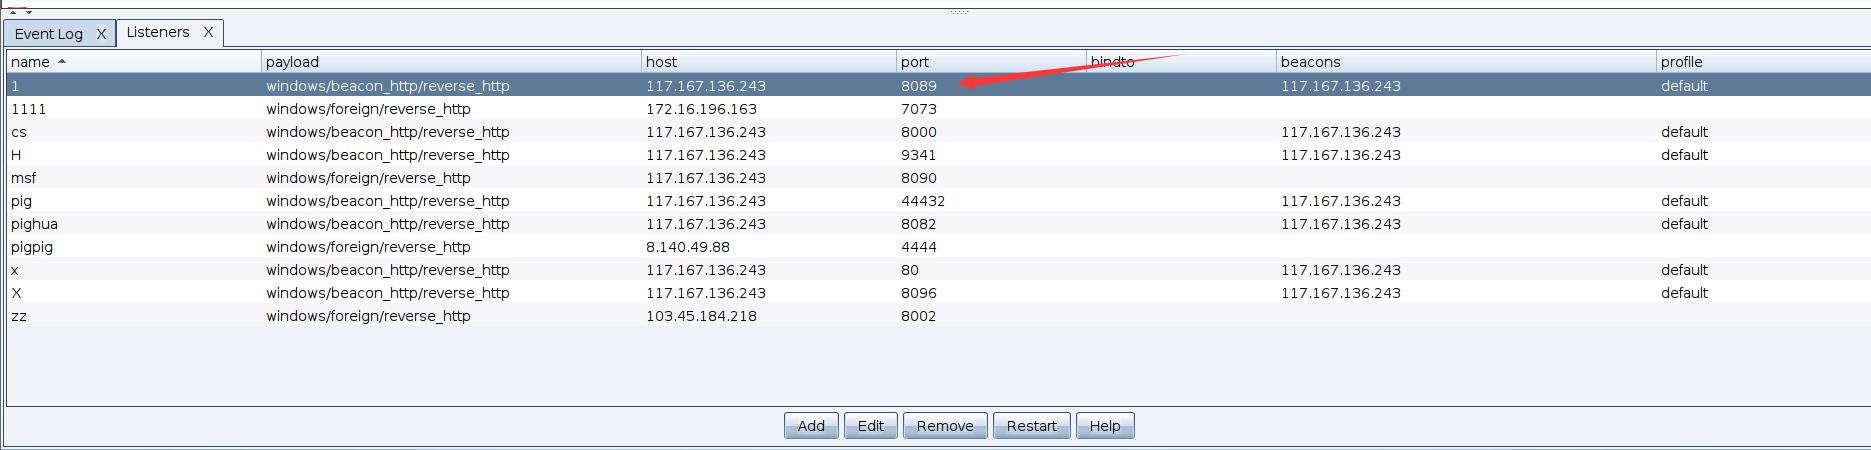 Event Log X Listeners X
name payload host port bindto beacons profile
1 windows/beacon_http/reverse_http 117.167.136.243 8089 117.167.136.243 default
1111 windows/foreign/reverse_http 172.16.196.163 7073
cs windows/beacon_http/reverse_http 117.167.136.243 8000 117.167.136.243 default
H windows/beacon_http/reverse_http 117.167.136.243 9341 117.167.136.243 default
msf windows/foreign/reverse_http 117.167.136.243 8090
pig windows/beacon_http/reverse_http 117.167.136.243 44432 117.167.136.243 default
pighua windows/beacon_http/reverse_http 117.167.136.243 8082 117.167.136.243 default
pigpig windows/foreign/reverse_http 8.140.49.88 4444
x windows/beacon_http/reverse_http 117.167.136.243 80 117.167.136.243 default
X windows/beacon_http/reverse_http 117.167.136.243 8096 117.167.136.243 default
zz windows/foreign/reverse_http 103.45.184.218 8002
Add Edit Remove Restart Help